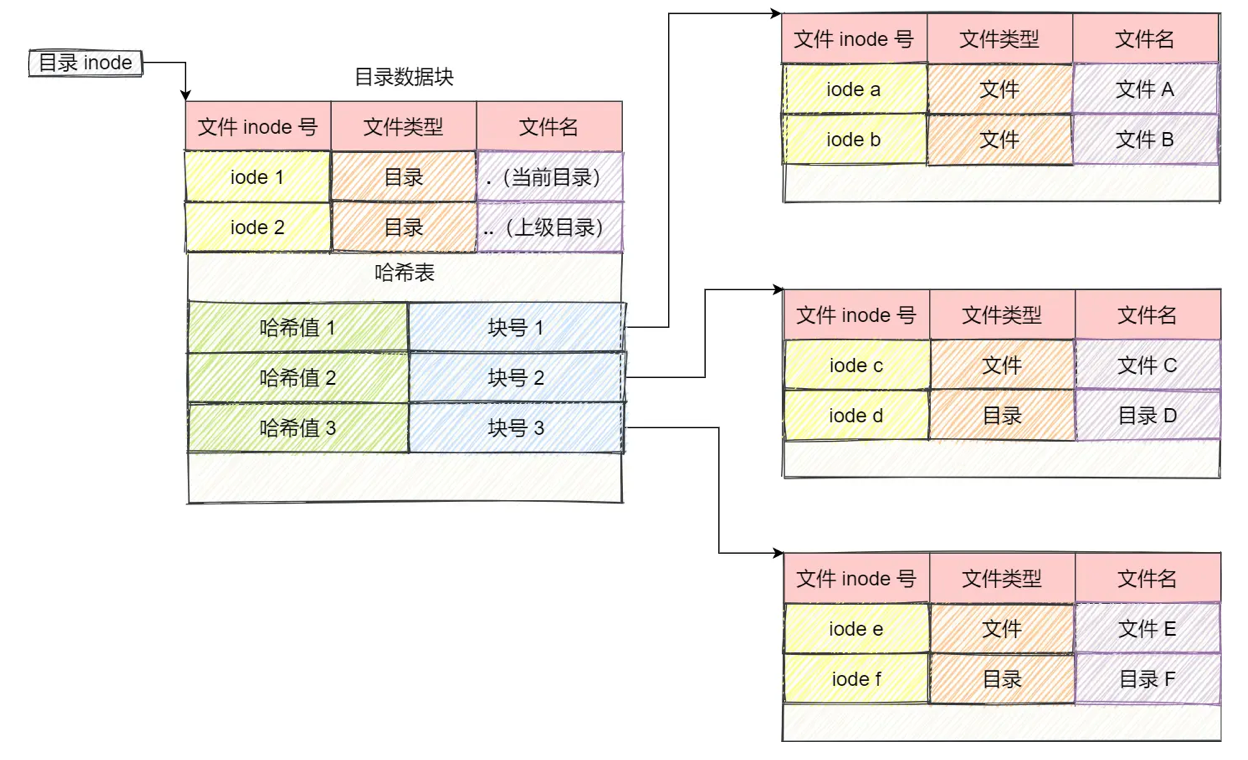 目录 inode
目录数据块
文件 inode 号 文件类型 文件名
iode 1 目录 .（当前目录）
iode 2 目录 ..（上级目录）
哈希表
哈希值 1 块号 1
哈希值 2 块号 2
哈希值 3 块号 3
文件 inode 号 文件类型 文件名
iode a 文件 文件 A
iode b 文件 文件 B
文件 inode 号 文件类型 文件名
iode c 文件 文件 C
iode d 目录 目录 D
文件 inode 号 文件类型 文件名
iode e 文件 文件 E
iode f 目录 目录 F